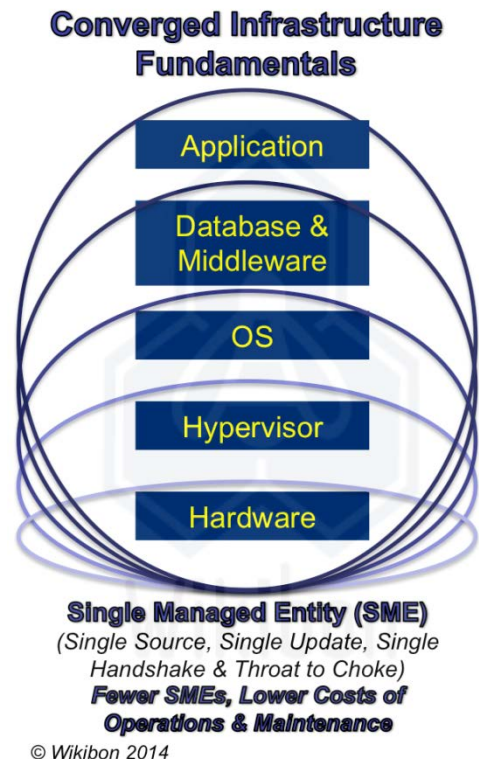 Converged Infrastructure
Fundamentals
Application
Database &
Middleware
OS
Hypervisor
Hardware
Single Managed Entity (SME)
(Single Source, Single Update, Single
Handshake & Throat to Choke)
Fewer SMEs, Lower Costs of
Operations & Maintenance
© Wikibon 2014